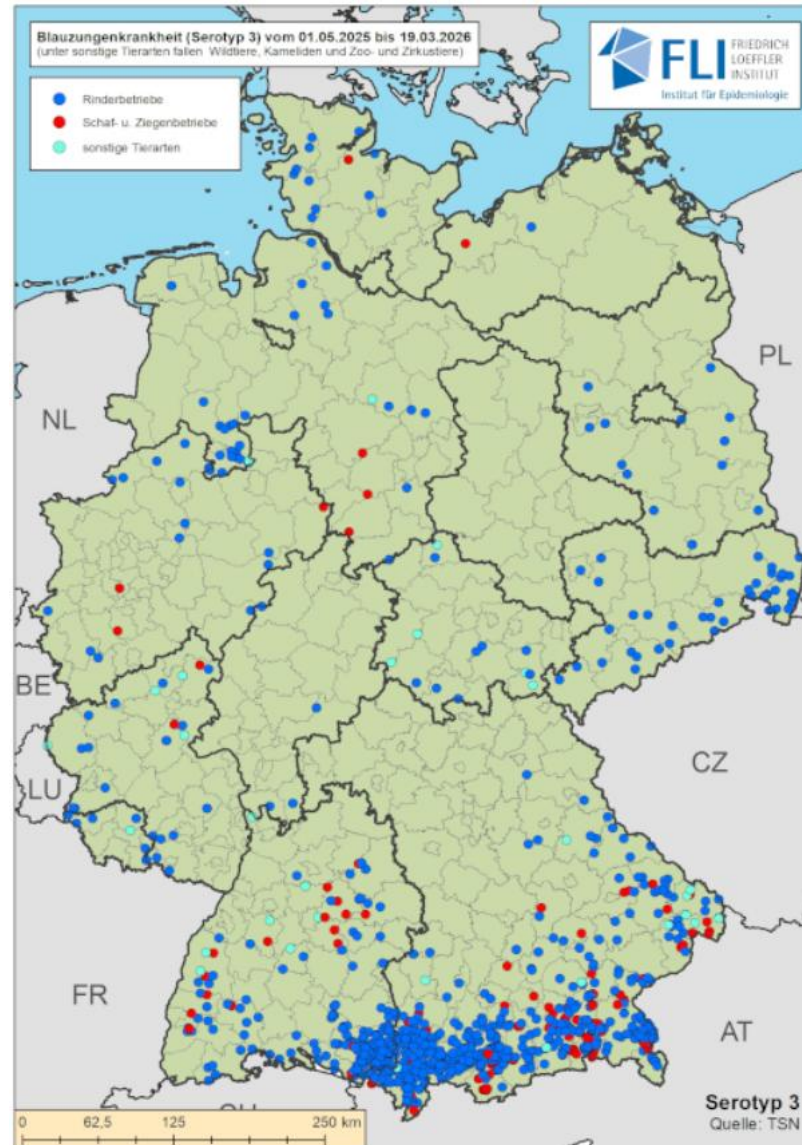 Blauzungenkrankheit (Serotyp 3) vom 01.05.2025 bis 19.03.2026
(unter sonstige Tierarten fallen Wildtiere, Kameliden und Zoo- und Zirkustiere)
FLI
FRIEDRICH
LOEFFLER
INSTITUT
Institut für Epidemiologie
Rinderbetriebe
Schaf- u. Ziegenbetriebe
sonstige Tierarten
PL
NL
BE
LU
CZ
FR
AT
Serotyp 3
Quelle: TSN
0 62,5 125 250 km